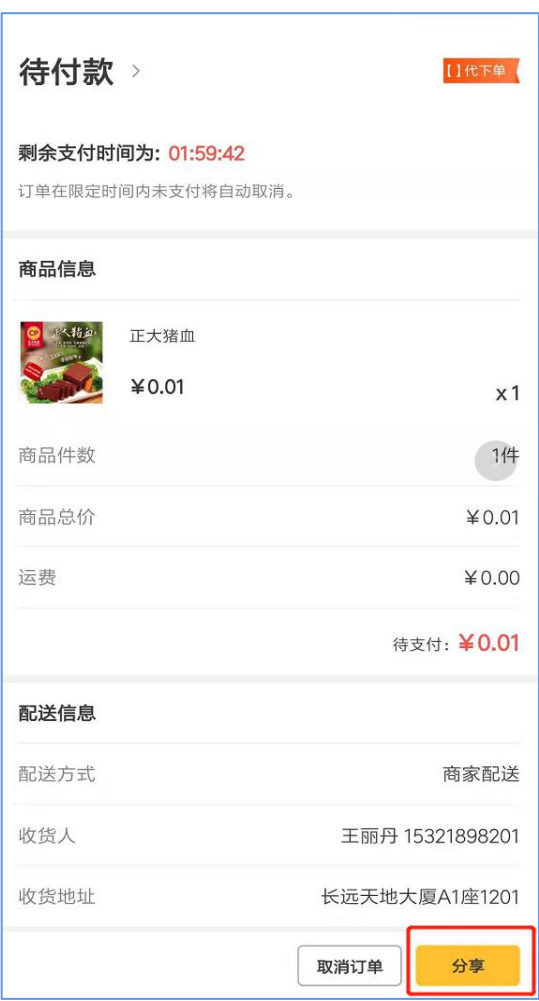 待付款 >
【 】代下单
剩余支付时间为: 01:59:42
订单在限定时间内未支付将自动取消。
商品信息
CP
正大猪血
正大猪血
¥0.01
x1
商品件数
1件
商品总价
¥0.01
运费
¥0.00
待支付: ¥0.01
配送信息
配送方式
商家配送
收货人
王丽丹 15321898201
收货地址
长远天地大厦A1座1201
取消订单
分享